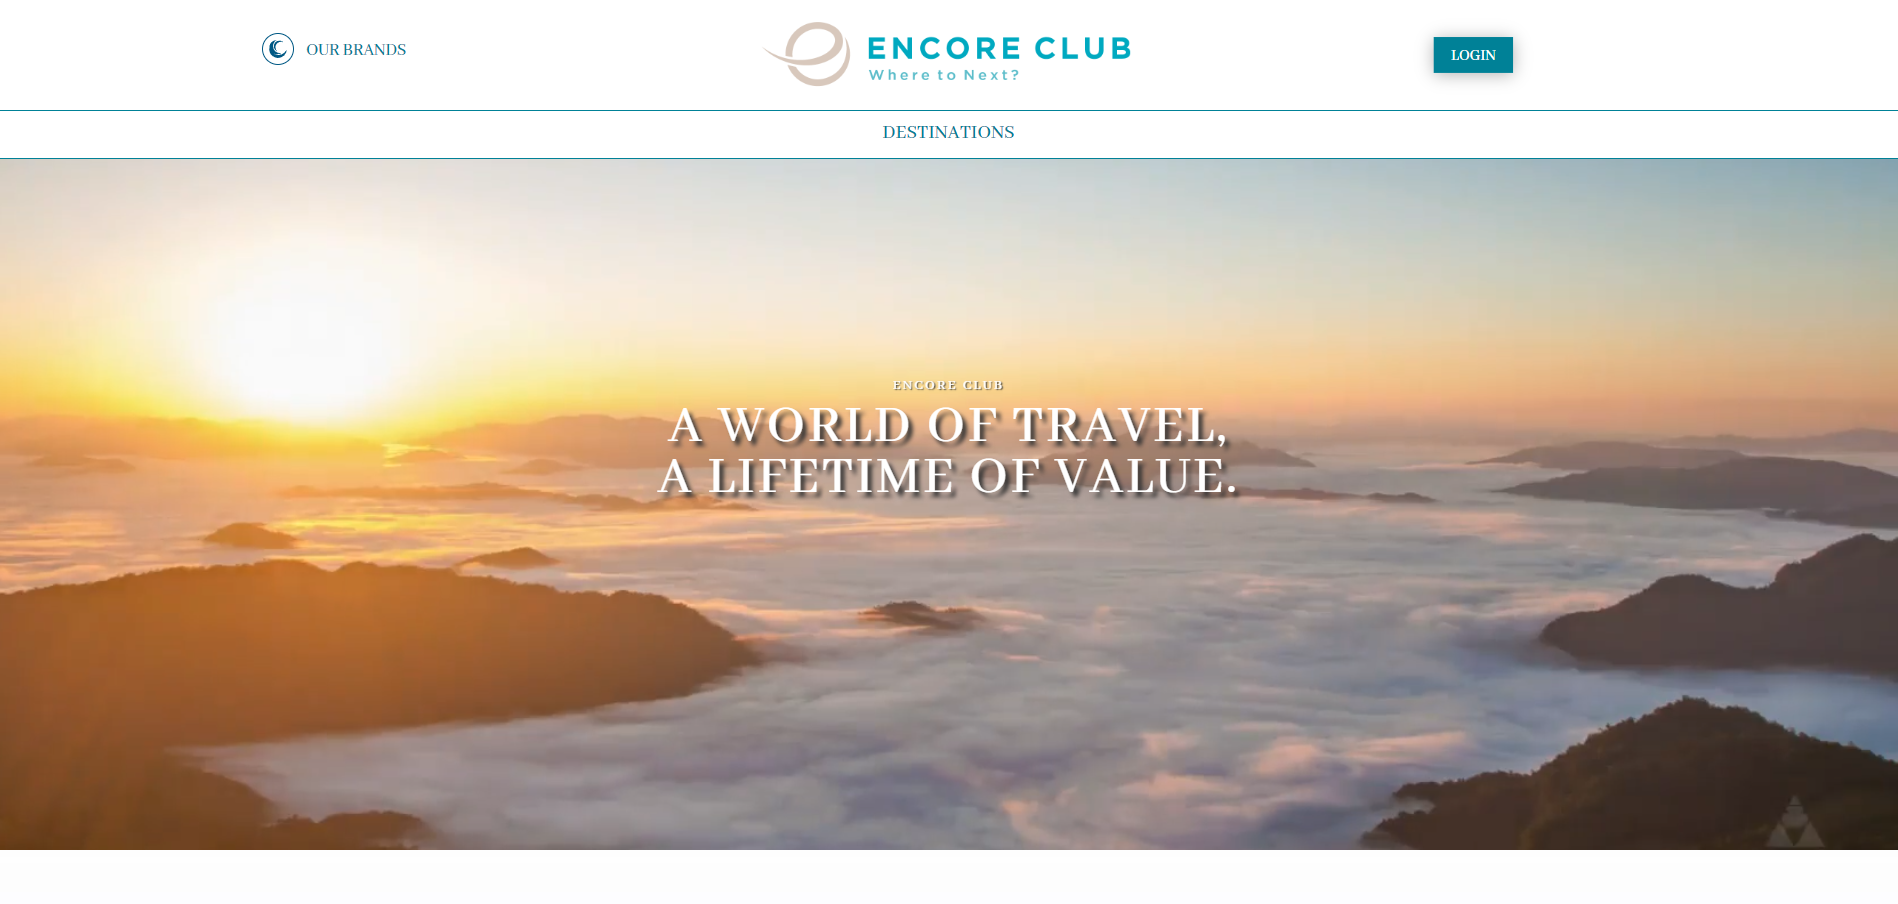 OUR BRANDS
ENCORE CLUB
Where to Next?
LOGIN
DESTINATIONS
ENCORE CLUB
A WORLD OF TRAVEL,
A LIFETIME OF VALUE.